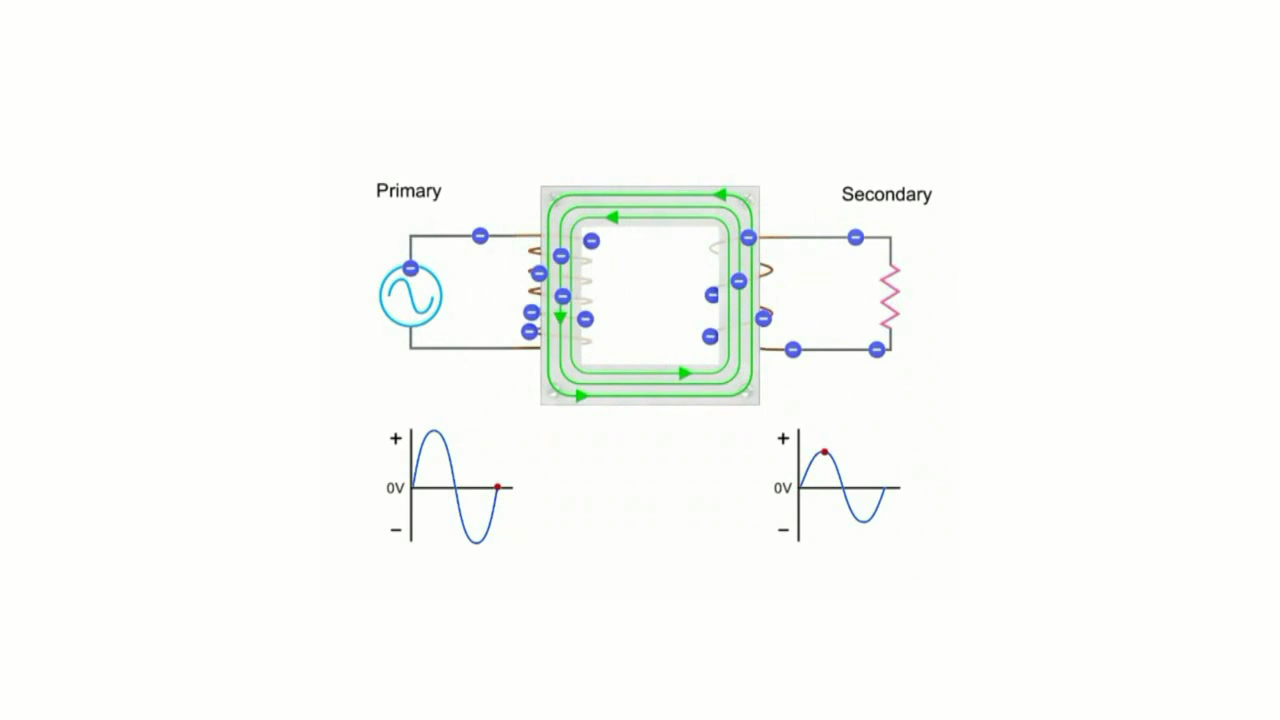 Primary
Secondary
+
0V
−
+
0V
−